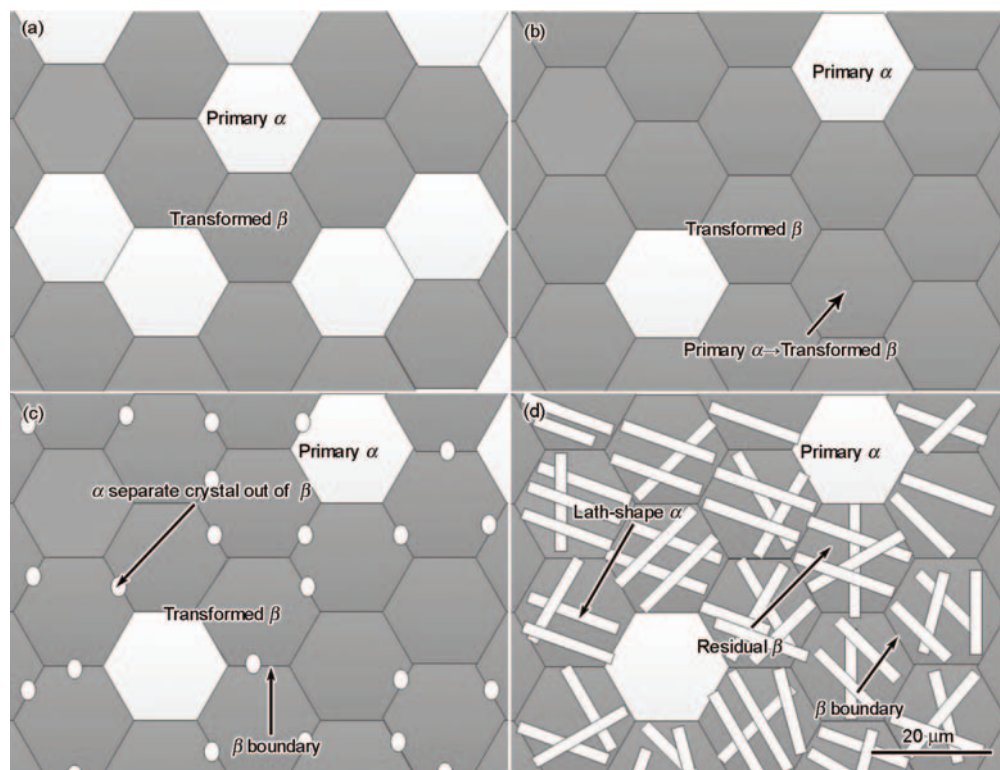 (a)
Primary α
Transformed β
(b)
Primary α
Transformed β
Primary α→Transformed β
(c)
Primary α
α separate crystal out of β
Transformed β
β boundary
(d)
Primary α
Lath-shape α
Residual β
β boundary
20 μm